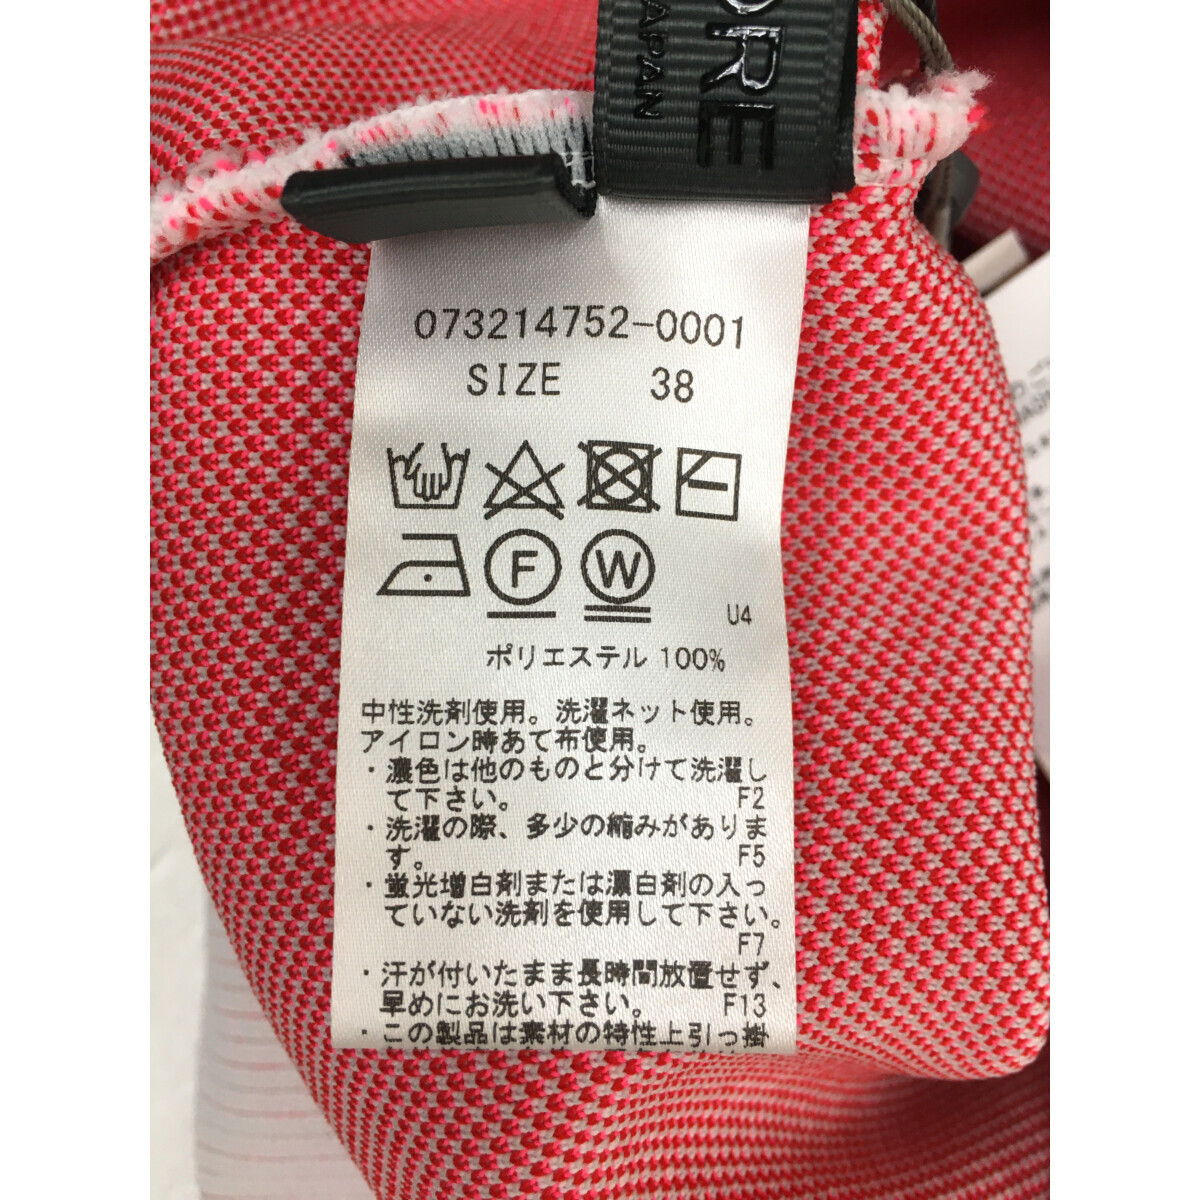 ORE
JAPAN
073214752-0001
SIZE 38
F W
U4
ポリエステル 100%
中性洗剤使用。洗濯ネット使用。
アイロン時あて布使用。
・濃色は他のものと分けて洗濯し
て下さい。 F2
・洗濯の際、多少の縮みがありま
す。 F5
・蛍光増白剤または漂白剤の入っ
ていない洗剤を使用して下さい。
F7
・汗が付いたまま長時間放置せず、
早めにお洗い下さい。 F13
・この製品は素材の特性上引っ掛